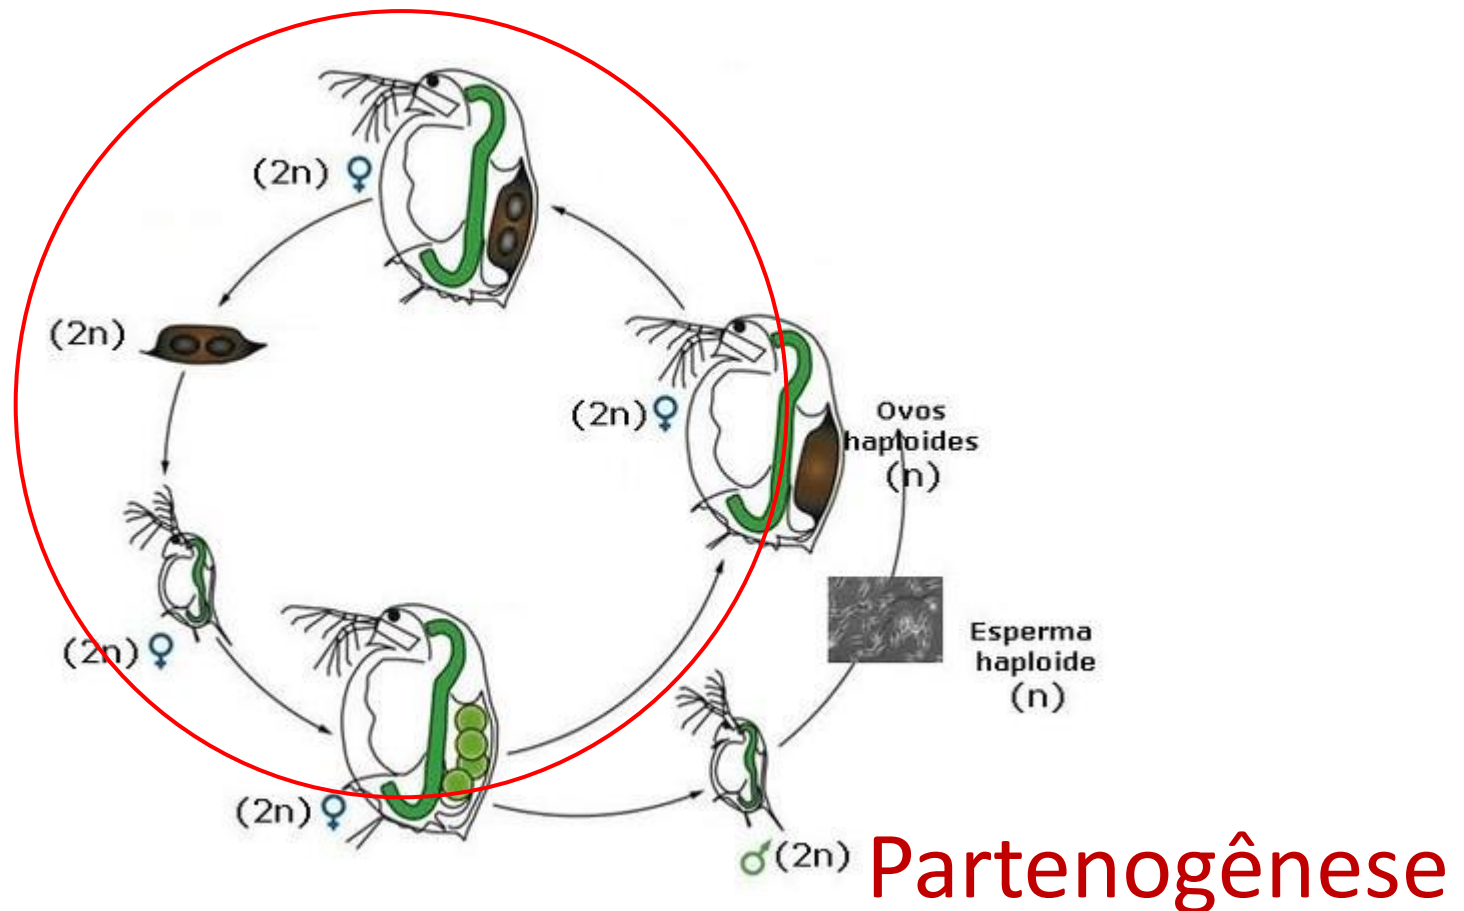 (2n) ♀
(2n)
(2n) ♀
Ovos
haploides
(n)
Esperma
haploide
(n)
(2n) ♀
(2n) ♀
♂ (2n)
Partenogênese